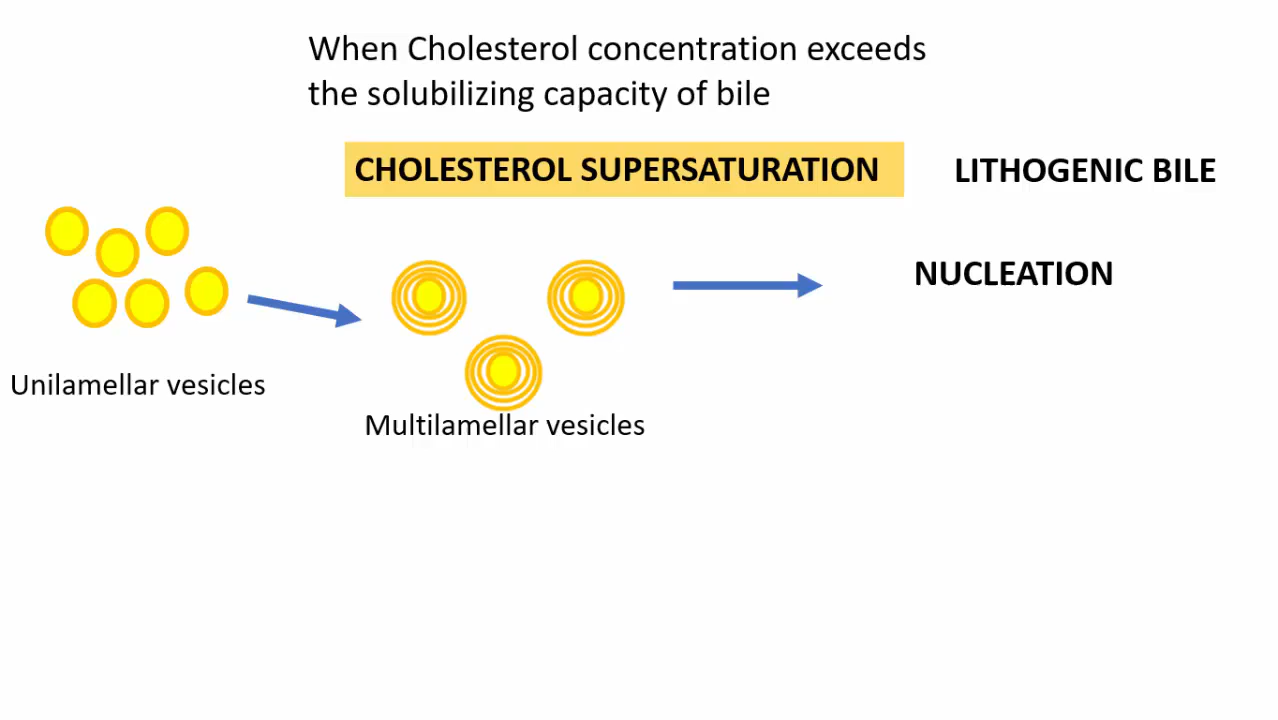 When Cholesterol concentration exceeds
the solubilizing capacity of bile
CHOLESTEROL SUPERSATURATION
LITHOGENIC BILE
NUCLEATION
Unilamellar vesicles
Multilamellar vesicles